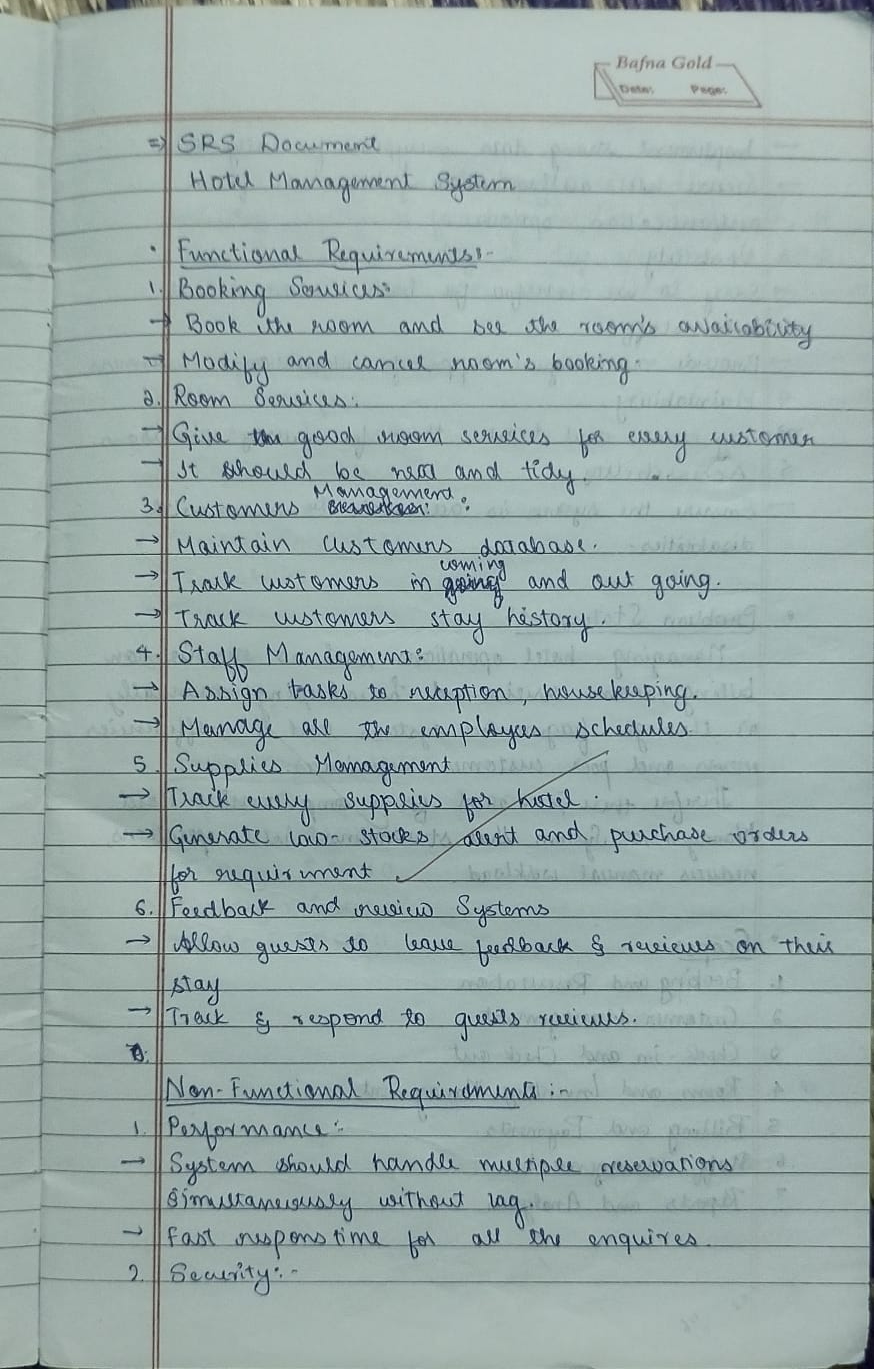 Bafna Gold
Date: Page:
=> SRS Document
Hotel Management System
• Functional Requirements:-
1. Booking Services:
→ Book the room and see the room's availability
→ Modify and cancel room's booking.
2. Room Services:
→ Give good room services for every customer
→ It should be neat and tidy.
3. Customers Management:
→ Maintain customers database.
→ Track customers in coming and out going.
→ Track customers stay history.
4. Staff Management:
→ Assign tasks to reception, housekeeping.
→ Manage all the employees schedules.
5. Supplies Management
→ Track every supplies for hotel.
→ Generate low-stocks alert and purchase orders
for requirment
6. Feedback and review Systems
→ Allow guests to leave feedback & reviews on their
stay
→ Track & respond to guests reviews.
Non-Functional Requirements:-
1. Performance:-
→ System should handle multiple reservations
simultaneously without lag.
→ Fast respons time for all the enquires.
2. Security:-